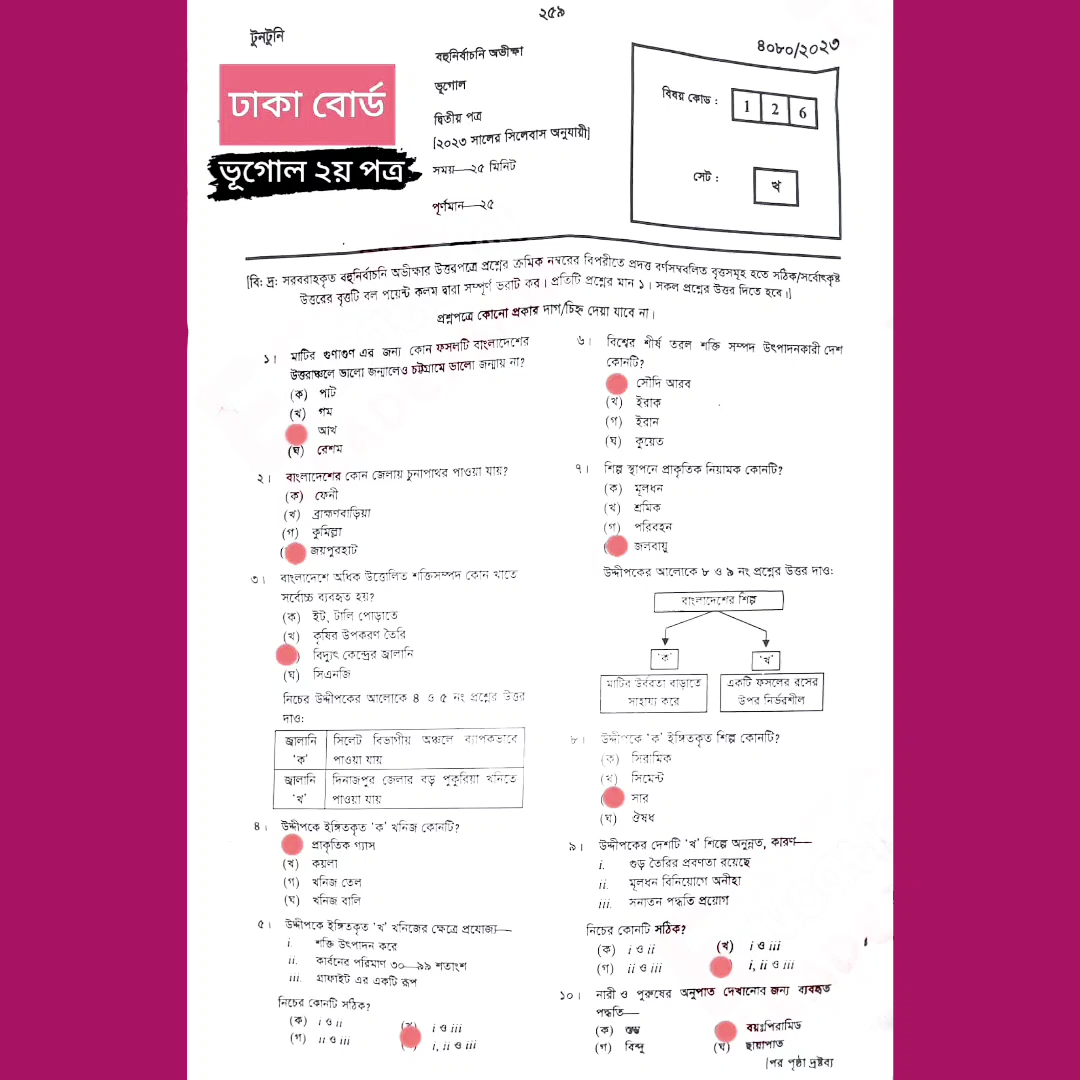 ২৫৯
টুনটুনি
ঢাকা বোর্ড
ভূগোল ২য় পত্র
বহুনির্বাচনি অভীক্ষা
ভূগোল
দ্বিতীয় পত্র
[২০২৩ সালের সিলেবাস অনুযায়ী]
সময়—২৫ মিনিট
পূর্ণমান—২৫
৪০৮০/২০২৩
বিষয় কোড : 1 2 6
সেট : খ
[বি: দ্র: সরবরাহকৃত বহুনির্বাচনি অভীক্ষার উত্তরপত্রে প্রশ্নের ক্রমিক নম্বরের বিপরীতে প্রদত্ত বর্ণসম্বলিত বৃত্তসমূহ হতে সঠিক/সর্বোৎকৃষ্ট
উত্তরের বৃত্তটি বল পয়েন্ট কলম দ্বারা সম্পূর্ণ ভরাট কর। প্রতিটি প্রশ্নের মান ১। সকল প্রশ্নের উত্তর দিতে হবে।]
প্রশ্নপত্রে কোনো প্রকার দাগ/চিহ্ন দেয়া যাবে না।
১। মাটির গুণাগুণ এর জন্য কোন ফসলটি বাংলাদেশের
উত্তরাঞ্চলে ভালো জন্মালেও চট্টগ্রামে ভালো জন্মায় না?
(ক) পাট
(খ) গম
আখ
(ঘ) রেশম
২। বাংলাদেশের কোন জেলায় চুনাপাথর পাওয়া যায়?
(ক) ফেনী
(খ) ব্রাহ্মণবাড়িয়া
(গ) কুমিল্লা
( জয়পুরহাট
৩। বাংলাদেশে অধিক উত্তোলিত শক্তিসম্পদ কোন খাতে
সর্বোচ্চ ব্যবহৃত হয়?
(ক) ইট, টালি পোড়াতে
(খ) কৃষির উপকরণ তৈরি
) বিদ্যুৎ কেন্দ্রের জ্বালানি
(ঘ) সিএনজি
নিচের উদ্দীপকের আলোকে ৪ ও ৫ নং প্রশ্নের উত্তর
দাও:
জ্বালানি সিলেট বিভাগীয় অঞ্চলে ব্যাপকভাবে
‘ক’ পাওয়া যায়
জ্বালানি দিনাজপুর জেলার বড় পুকুরিয়া খনিতে
‘খ’ পাওয়া যায়
৪। উদ্দীপকে ইঙ্গিতকৃত ‘ক’ খনিজ কোনটি?
প্রাকৃতিক গ্যাস
(খ) কয়লা
(গ) খনিজ তেল
(ঘ) খনিজ বালি
৫। উদ্দীপকে ইঙ্গিতকৃত ‘খ’ খনিজের ক্ষেত্রে প্রযোজ্য—
i. শক্তি উৎপাদন করে
ii. কার্বনের পরিমাণ ৩০—৯৯ শতাংশ
iii. গ্রাফাইট এর একটি রূপ
নিচের কোনটি সঠিক?
(ক) i ও ii
(খ) i ও iii
(গ) ii ও iii
i, ii ও iii
৬। বিশ্বের শীর্ষ তরল শক্তি সম্পদ উৎপাদনকারী দেশ
কোনটি?
সৌদি আরব
(খ) ইরাক
(গ) ইরান
(ঘ) কুয়েত
৭। শিল্প স্থাপনে প্রাকৃতিক নিয়ামক কোনটি?
(ক) মূলধন
(খ) শ্রমিক
(গ) পরিবহন
( জলবায়ু
উদ্দীপকের আলোকে ৮ ও ৯ নং প্রশ্নের উত্তর দাও:
বাংলাদেশের শিল্প
‘ক’ ‘খ’
মাটির উর্বরতা বাড়াতে
সাহায্য করে
একটি ফসলের রসের
উপর নির্ভরশীল
৮। উদ্দীপকে ‘ক’ ইঙ্গিতকৃত শিল্প কোনটি?
(ক) সিরামিক
(খ) সিমেন্ট
( সার
(ঘ) ঔষধ
৯। উদ্দীপকের দেশটি ‘খ’ শিল্পে অনুন্নত, কারণ—
i. গুড় তৈরির প্রবণতা রয়েছে
ii. মূলধন বিনিয়োগে অনীহা
iii. সনাতন পদ্ধতি প্রয়োগ
নিচের কোনটি সঠিক?
(ক) i ও ii
(খ) i ও iii
(গ) ii ও iii
i, ii ও iii
১০। নারী ও পুরুষের অনুপাত দেখানোর জন্য ব্যবহৃত
পদ্ধতি—
(ক) স্তম্ভ
বয়ঃপিরামিড
(গ) বিন্দু
(ঘ) ছায়াপাত
[পর পৃষ্ঠা দ্রষ্টব্য